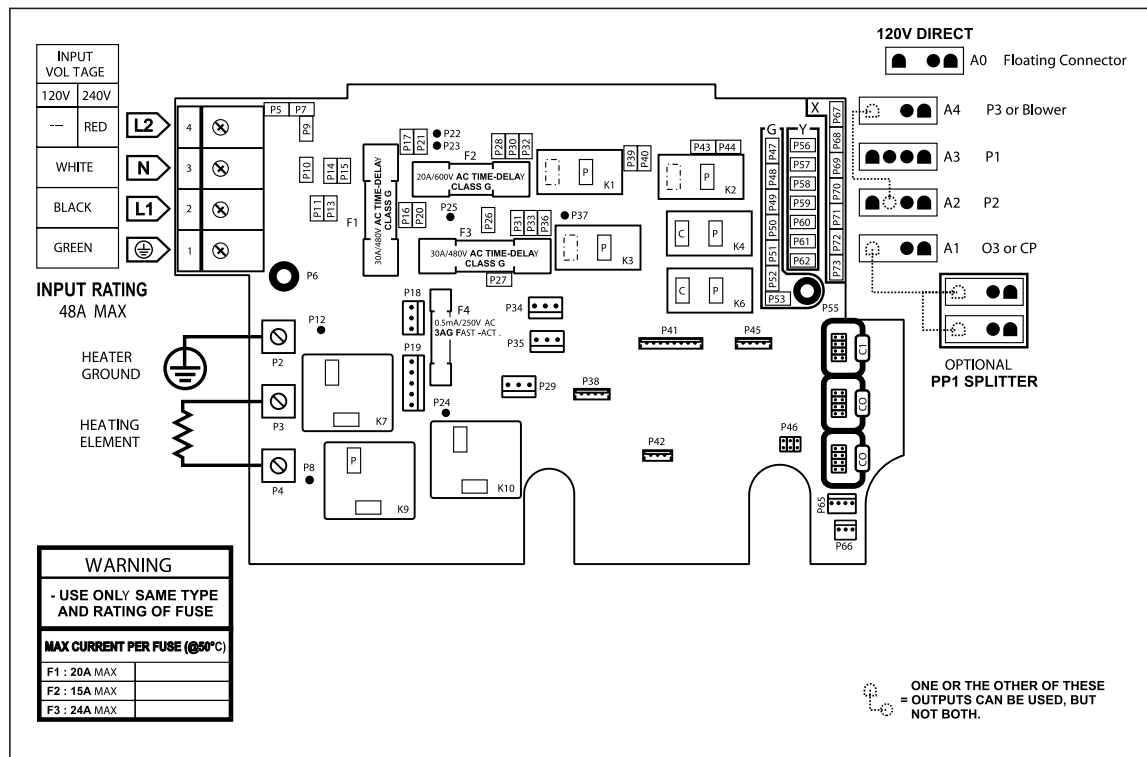 INPUT
VOL TAGE
120V 240V
--- RED
WHITE
BLACK
GREEN
L2
N
L1
4
3
2
1
INPUT RATING
48A MAX
HEATER
GROUND
HEATING
ELEMENT
P5 P7
P9
P10
P14
P15
P11
P13
P6
P12
P2
P3
P4
P8
F1
30A/480V AC TIME-DELAY
CLASS G
P17
P21
P22
P23
F2
20A/600V AC TIME-DELAY
CLASS G
P28
P30
P32
P16
P20
P25
P26
P31
P33
P36
P37
F3
30A/480V AC TIME-DELAY
CLASS G
P27
P18
P19
F4
0.5mA/250V AC
3AG FAST -ACT .
P24
P34
P35
P29
P38
P K1
P39
P40
P43 P44
P K2
P K3
C P K4
C P K6
K7
P K9
K10
P41
P45
P42
P46
G
P47
P48
P49
P50
P51
P52
P53
Y
P56
P57
P58
P59
P60
P61
P62
X
P67
P68
P69
P70
P71
P72
P73
P55
C1
CO
CO
P65
P66
120V DIRECT
A0 Floating Connector
A4 P3 or Blower
A3 P1
A2 P2
A1 O3 or CP
OPTIONAL
PP1 SPLITTER
WARNING
- USE ONLY SAME TYPE
AND RATING OF FUSE
MAX CURRENT PER FUSE (@50°C)
F1 : 20A MAX
F2 : 15A MAX
F3 : 24A MAX
ONE OR THE OTHER OF THESE
= OUTPUTS CAN BE USED, BUT
NOT BOTH.